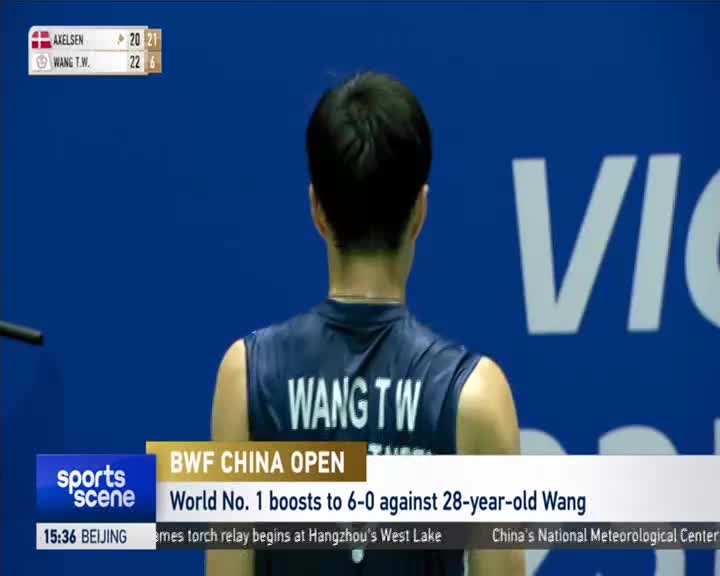 AXELSEN 20 21
WANG T.W. 22 6
VIC
WANG T W
BWF CHINA OPEN
sports
scene
World No. 1 boosts to 6-0 against 28-year-old Wang
15:36 BEIJING
ames torch relay begins at Hangzhou's West Lake China's National Meteorological Center